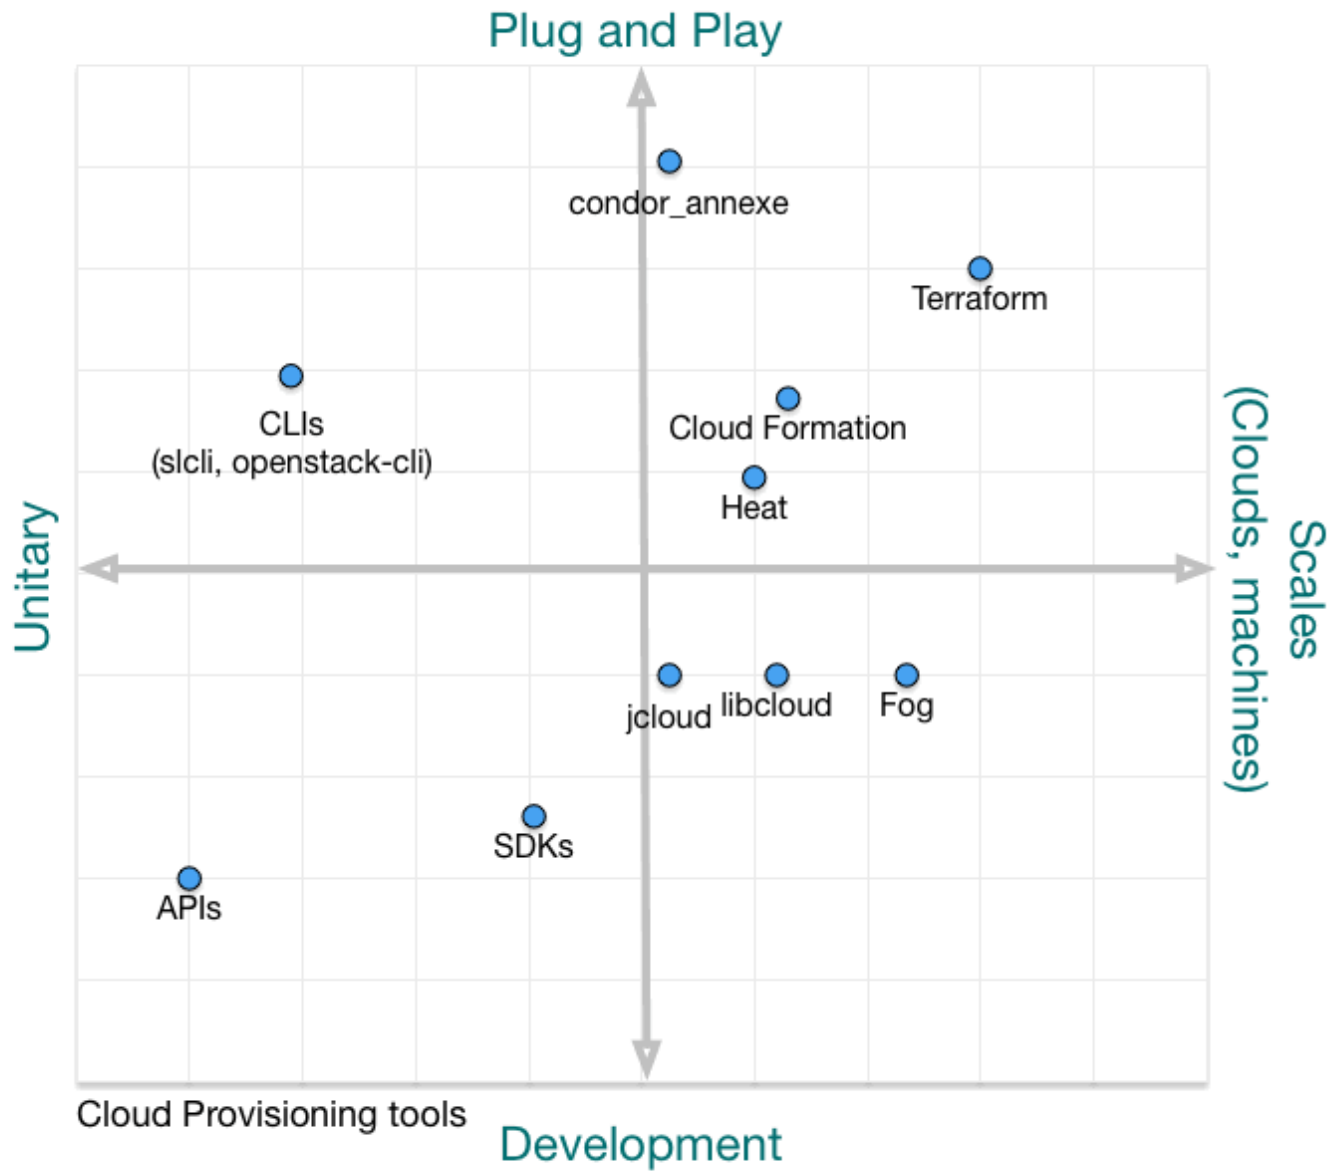 Plug and Play
condor_annexe
Terraform
CLIs
(slcli, openstack-cli)
Cloud Formation
Heat
Unitary
Scales
(Clouds, machines)
jcloud
libcloud
Fog
SDKs
APIs
Cloud Provisioning tools
Development